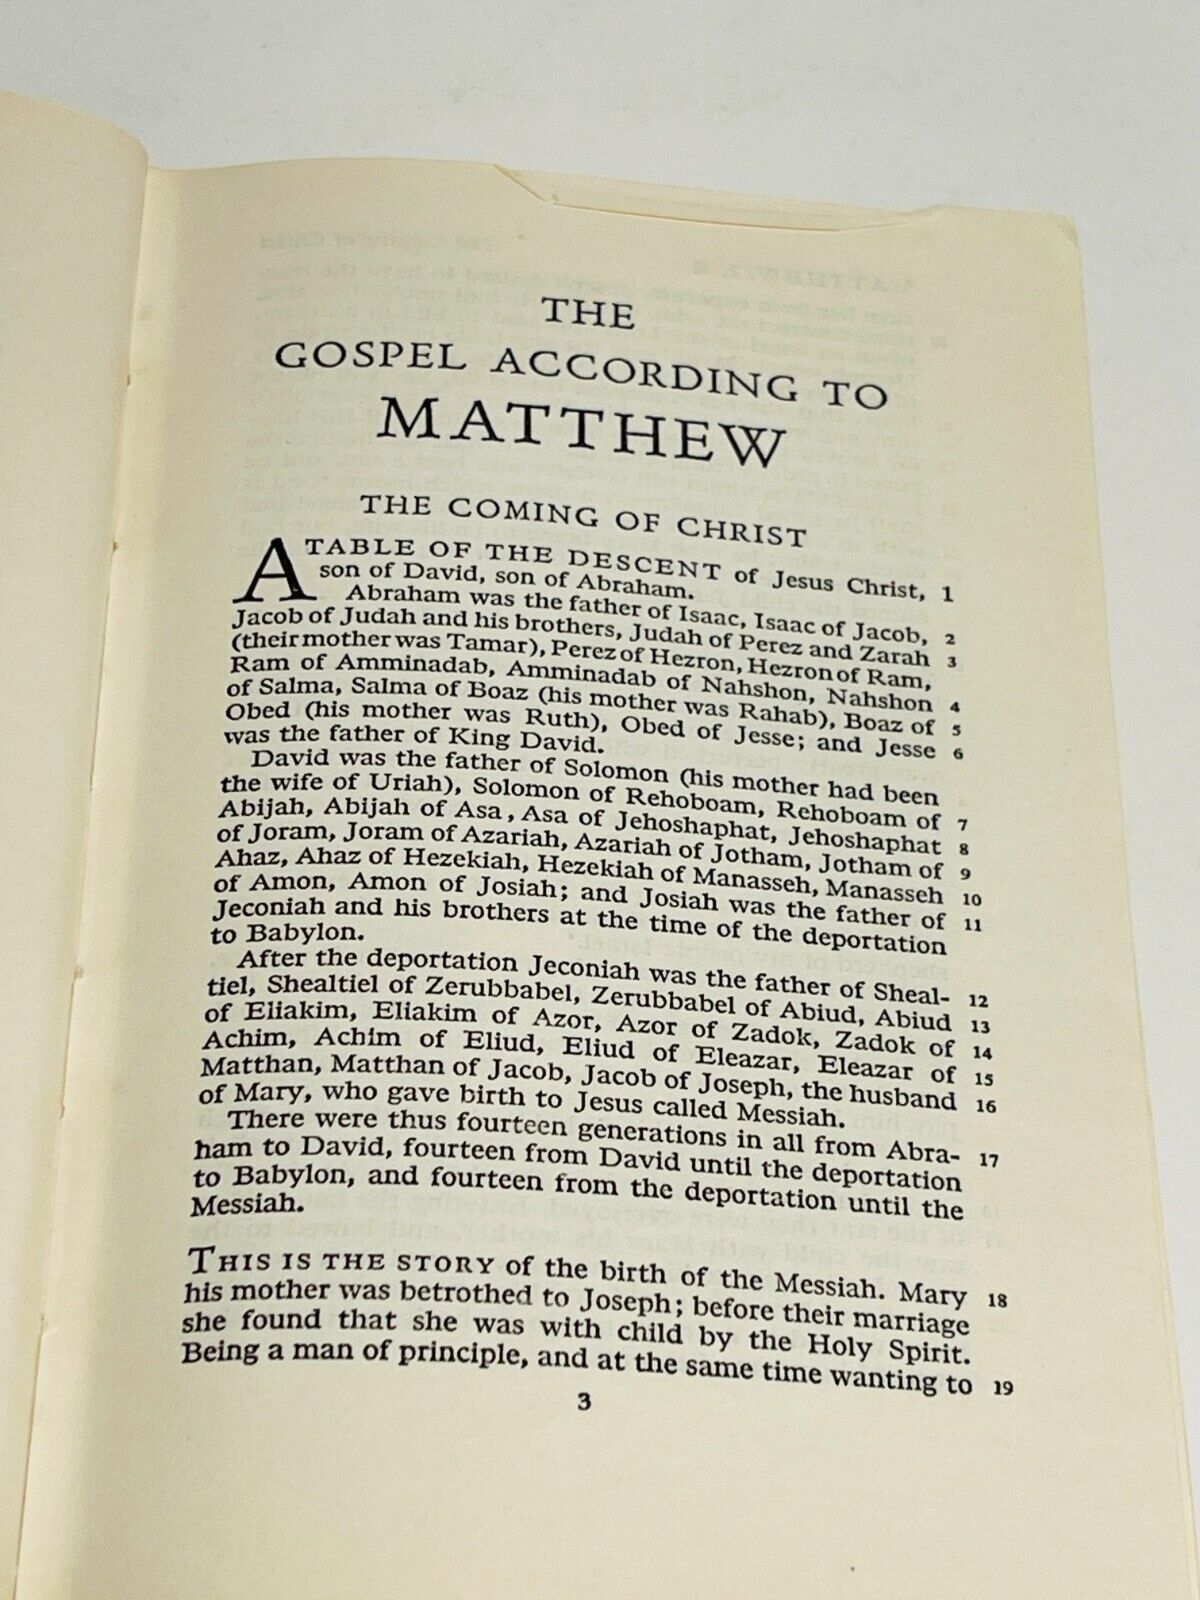 THE
GOSPEL ACCORDING TO
MATTHEW
THE COMING OF CHRIST
A TABLE OF THE DESCENT of Jesus Christ, 1
son of David, son of Abraham.
Abraham was the father of Isaac, Isaac of Jacob, 2
Jacob of Judah and his brothers, Judah of Perez and Zarah 3
(their mother was Tamar), Perez of Hezron, Hezron of Ram,
Ram of Amminadab, Amminadab of Nahshon, Nahshon 4
of Salma, Salma of Boaz (his mother was Rahab), Boaz of 5
Obed (his mother was Ruth), Obed of Jesse; and Jesse 6
was the father of King David.
David was the father of Solomon (his mother had been
the wife of Uriah), Solomon of Rehoboam, Rehoboam of 7
Abijah, Abijah of Asa, Asa of Jehoshaphat, Jehoshaphat 8
of Joram, Joram of Azariah, Azariah of Jotham, Jotham of 9
Ahaz, Ahaz of Hezekiah, Hezekiah of Manasseh, Manasseh 10
of Amon, Amon of Josiah; and Josiah was the father of 11
Jeconiah and his brothers at the time of the deportation
to Babylon.
After the deportation Jeconiah was the father of Sheal- 12
tiel, Shealtiel of Zerubbabel, Zerubbabel of Abiud, Abiud 13
of Eliakim, Eliakim of Azor, Azor of Zadok, Zadok of 14
Achim, Achim of Eliud, Eliud of Eleazar, Eleazar of 15
Matthan, Matthan of Jacob, Jacob of Joseph, the husband 16
of Mary, who gave birth to Jesus called Messiah.
There were thus fourteen generations in all from Abra- 17
ham to David, fourteen from David until the deportation
to Babylon, and fourteen from the deportation until the
Messiah.
THIS IS THE STORY of the birth of the Messiah. Mary 18
his mother was betrothed to Joseph; before their marriage
she found that she was with child by the Holy Spirit.
Being a man of principle, and at the same time wanting to 19
3